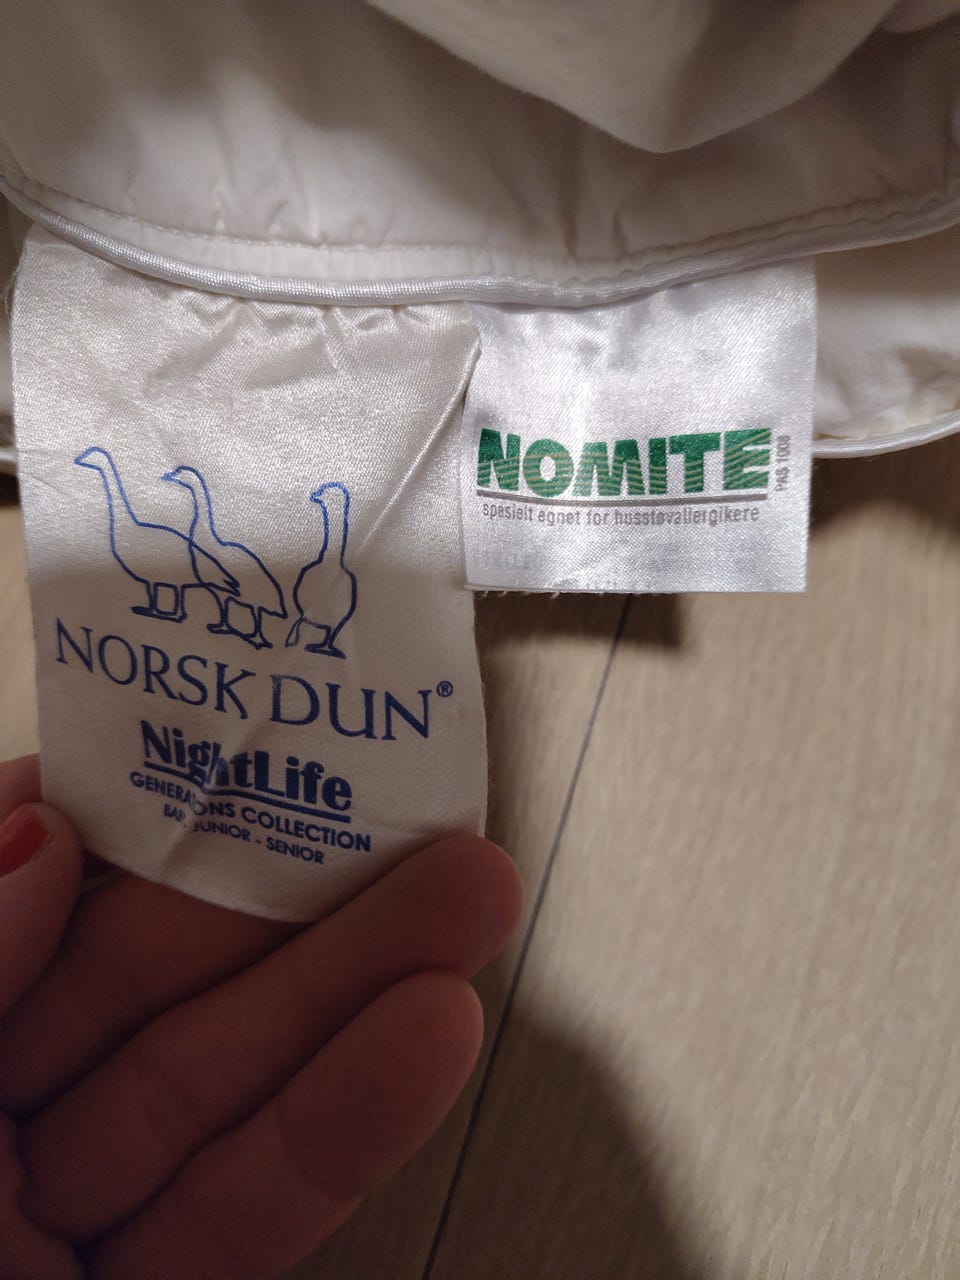 NORSK DUN®
NightLife
GENERATIONS COLLECTION
JUNIOR - SENIOR
NOMITE
spesielt egnet for husstøvallergikere
PAS 1008